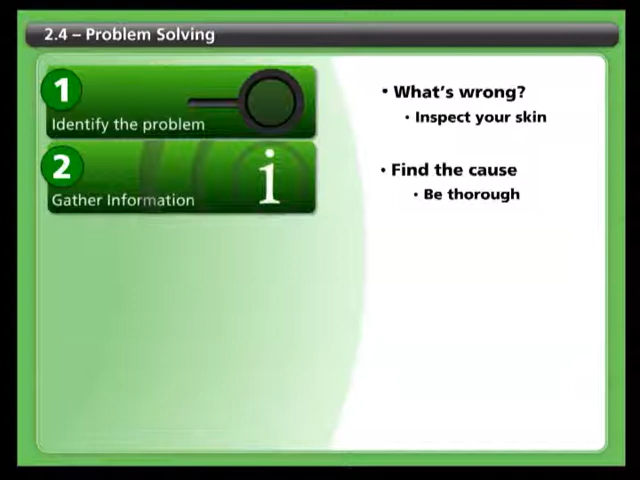 2.4 – Problem Solving
1
Identify the problem
• What's wrong?
• Inspect your skin
2
i
Gather Information
• Find the cause
• Be thorough